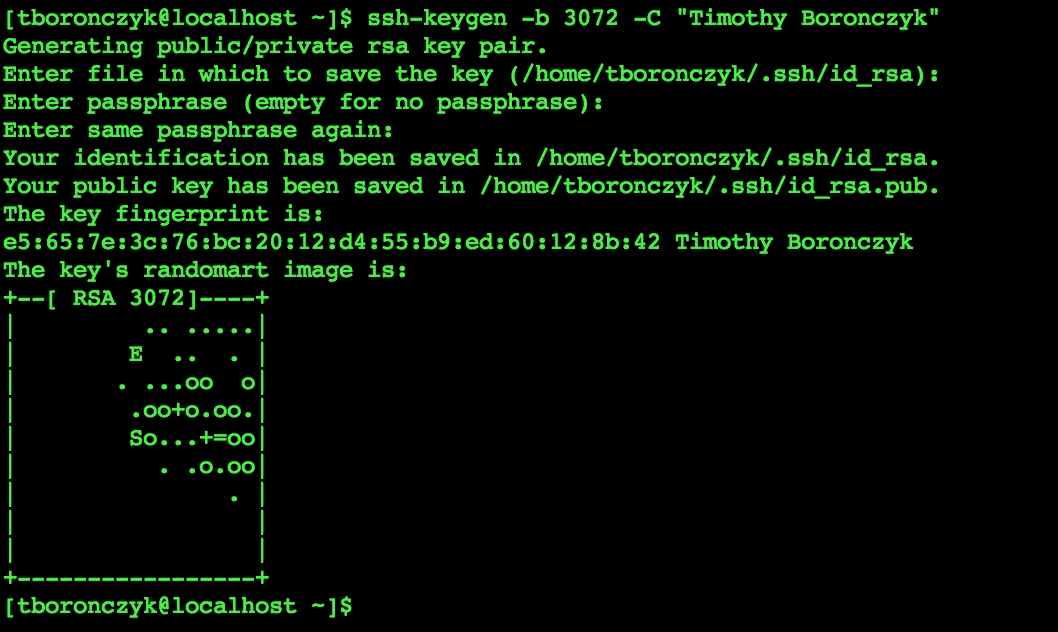 [tboronczyk@localhost ~]$ ssh-keygen -b 3072 -C "Timothy Boronczyk"
Generating public/private rsa key pair.
Enter file in which to save the key (/home/tboronczyk/.ssh/id_rsa):
Enter passphrase (empty for no passphrase):
Enter same passphrase again:
Your identification has been saved in /home/tboronczyk/.ssh/id_rsa.
Your public key has been saved in /home/tboronczyk/.ssh/id_rsa.pub.
The key fingerprint is:
e5:65:7e:3c:76:bc:20:12:d4:55:b9:ed:60:12:8b:42 Timothy Boronczyk
The key's randomart image is:
+--[ RSA 3072]----+
|         .. .....|
|        E  ..  . |
|       . ...oo  o|
|        .oo+o.oo.|
|        So...+=oo|
|         . .o.oo|
|               . |
|                 |
|                 |
+-----------------+
[tboronczyk@localhost ~]$